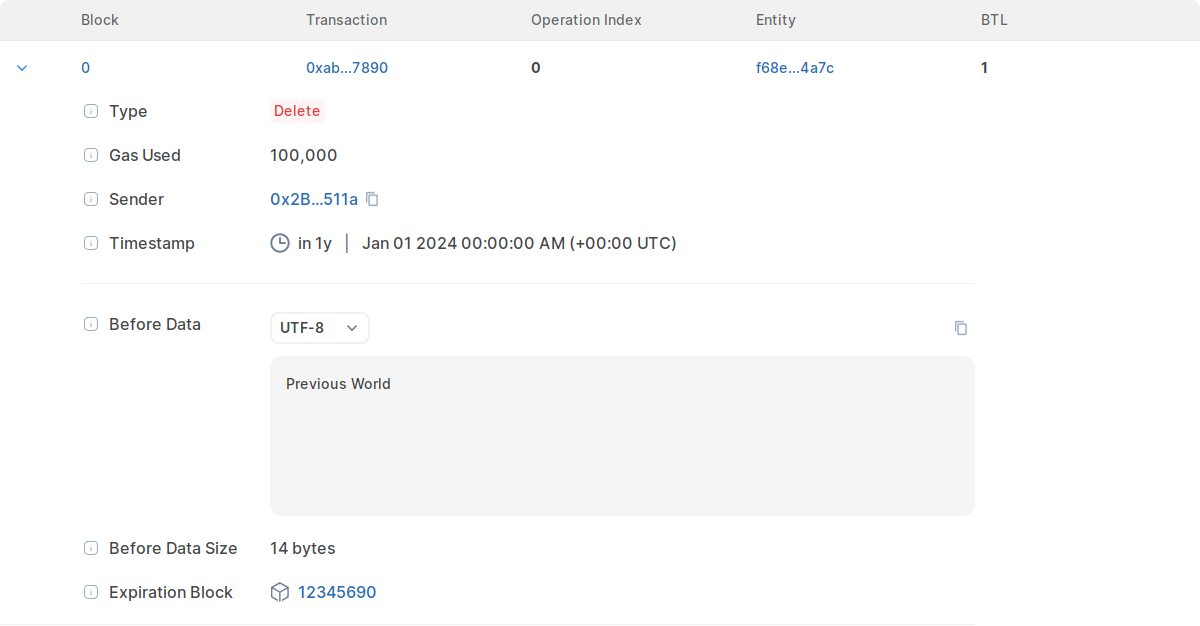 Block Transaction Operation Index Entity BTL
0 0xab...7890 0 f68e...4a7c 1
Type Delete
Gas Used 100,000
Sender 0x2B...511a
Timestamp in 1y | Jan 01 2024 00:00:00 AM (+00:00 UTC)
Before Data UTF-8
Previous World
Before Data Size 14 bytes
Expiration Block 12345690